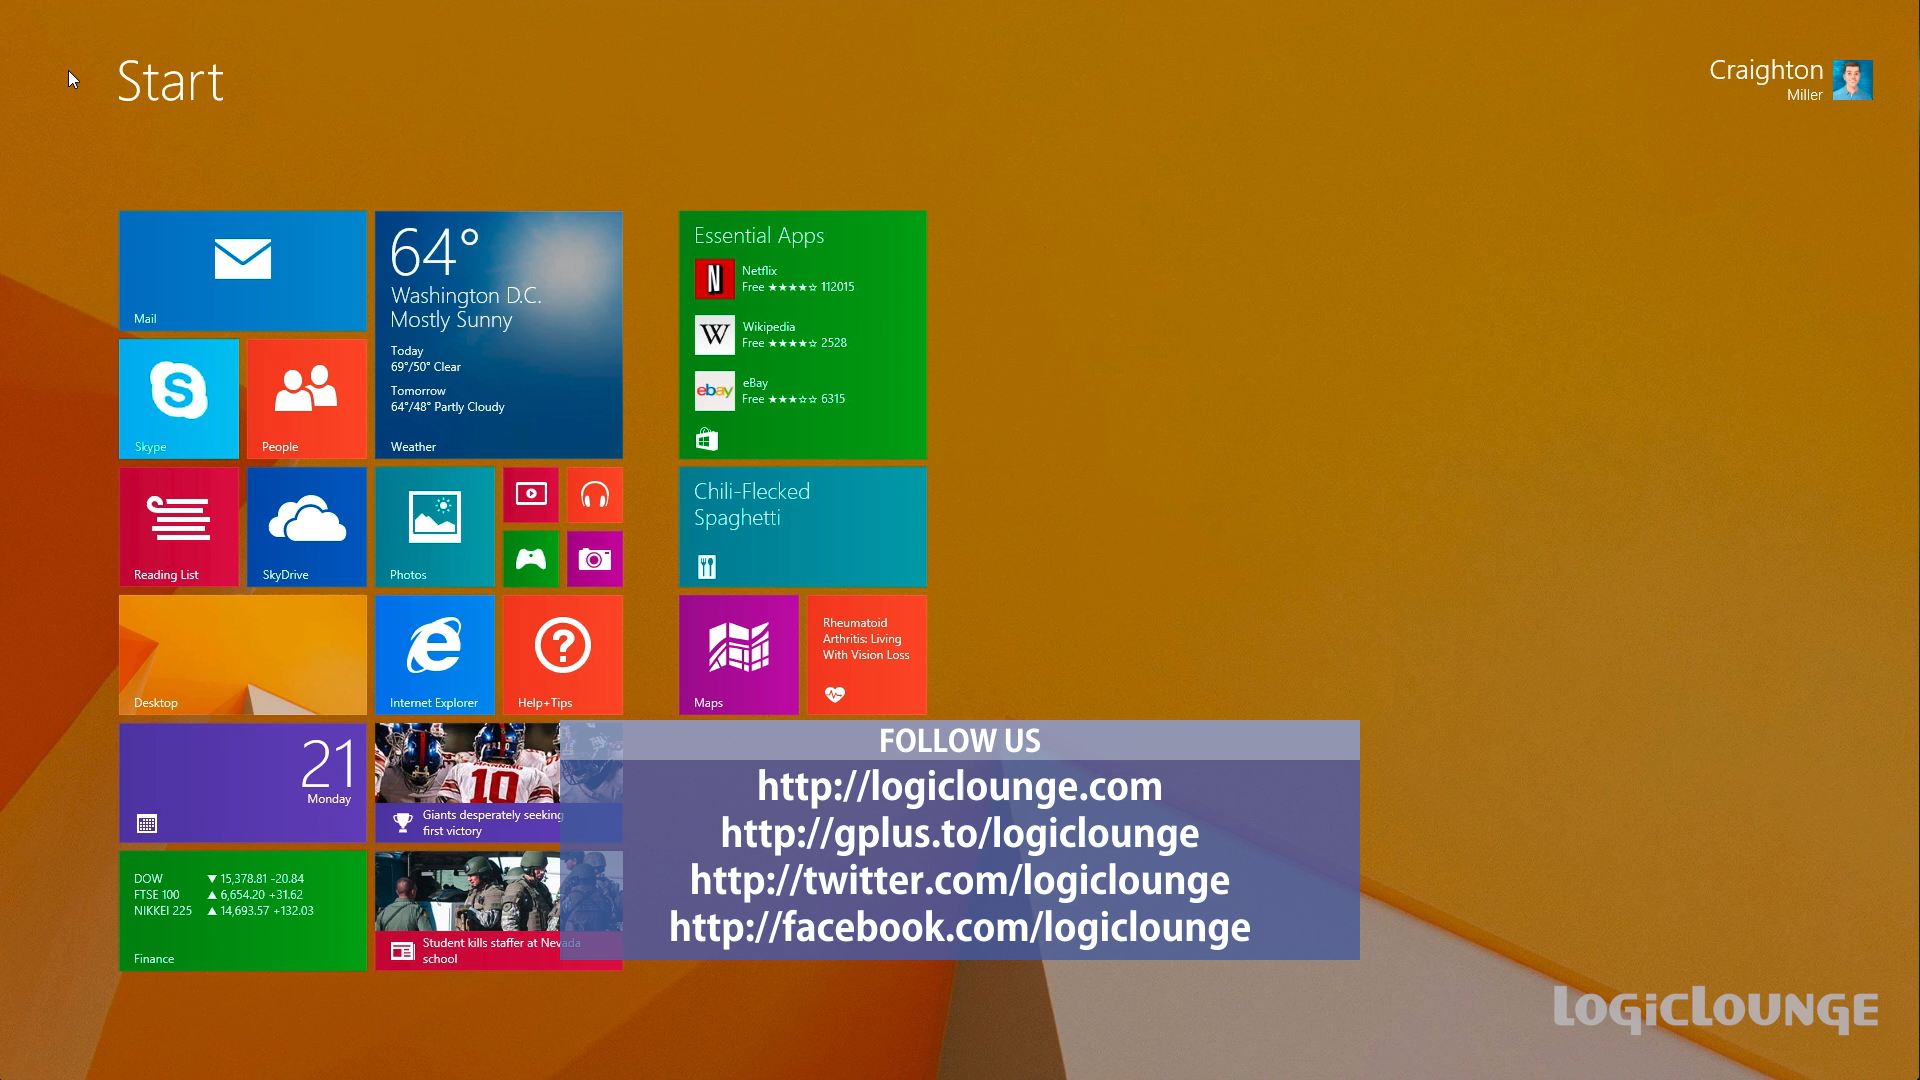 Start
Craighton
Miller
Mail
64°
Washington D.C.
Mostly Sunny
Today
69°/50° Clear
Tomorrow
64°/48° Partly Cloudy
Weather
Essential Apps
N
Netflix
Free ★★★★☆ 112015
W
Wikipedia
Free ★★★★☆ 2528
ebay
eBay
Free ★★★☆☆ 6315
S
Skype
People
Reading List
SkyDrive
Photos
Chili-Flecked
Spaghetti
Desktop
Internet Explorer
?
Help+Tips
Maps
Rheumatoid
Arthritis: Living
With Vision Loss
21
Monday
MANNING
10
Giants desperately seeking
first victory
DOW ▼ 15,378.81 -20.84
FTSE 100 ▲ 6,654.20 +31.62
NIKKEI 225 ▲ 14,693.57 +132.03
Finance
Student kills staffer at Nevada
school
FOLLOW US
http://logiclounge.com
http://gplus.to/logiclounge
http://twitter.com/logiclounge
http://facebook.com/logiclounge
LOGICLOUNGE